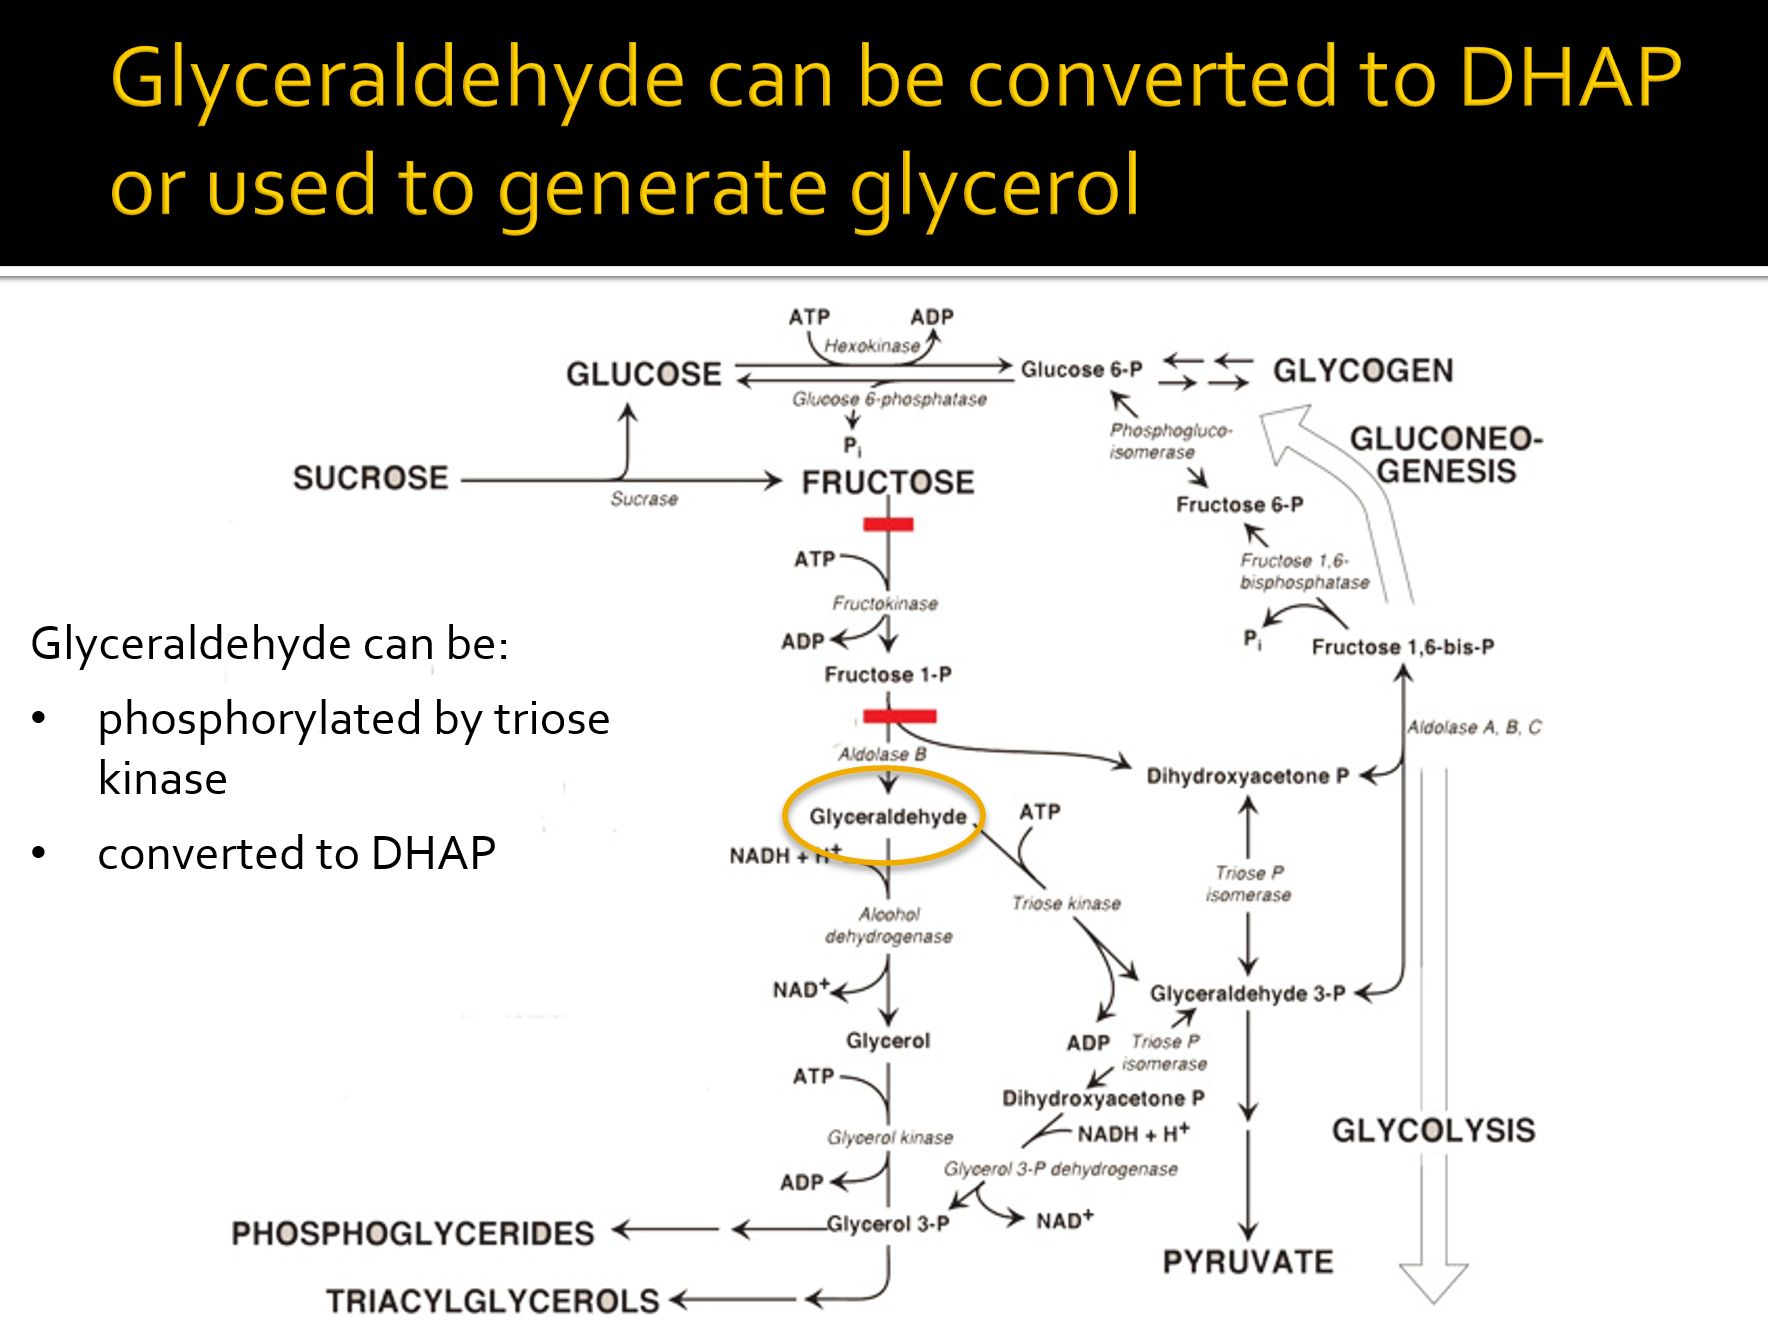 Glyceraldehyde can be converted to DHAP
or used to generate glycerol
ATP ADP
Hexokinase
GLUCOSE
Glucose 6-P
GLYCOGEN
Glucose 6-phosphatase
Pi
Phosphogluco-
isomerase
GLUCONEO-
GENESIS
SUCROSE
Sucrase
FRUCTOSE
Fructose 6-P
ATP
Fructose 1,6-
bisphosphatase
Fructokinase
ADP
Pi
Fructose 1,6-bis-P
Glyceraldehyde can be:
• phosphorylated by triose
kinase
• converted to DHAP
Fructose 1-P
Aldolase A, B, C
Aldolase B
Dihydroxyacetone P
Glyceraldehyde
ATP
NADH + H+
Triose P
isomerase
Triose kinase
Alcohol
dehydrogenase
NAD+
Glyceraldehyde 3-P
Glycerol
ADP
Triose P
isomerase
ATP
Dihydroxyacetone P
NADH + H+
GLYCOLYSIS
Glycerol kinase
Glycerol 3-P dehydrogenase
ADP
NAD+
PHOSPHOGLYCERIDES
Glycerol 3-P
PYRUVATE
TRIACYLGLYCEROLS